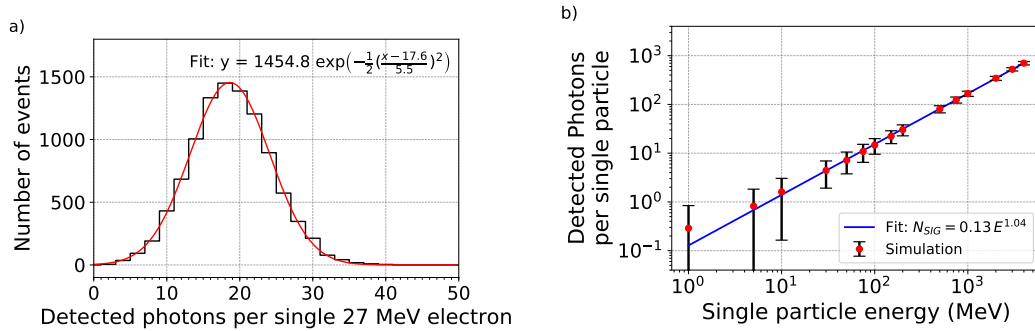 a)
Fit: y = 1454.8 exp(−1/2(x−17.6/5.5)²)
Number of events
1500
1000
500
0
0 10 20 30 40 50
Detected photons per single 27 MeV electron
b)
Detected Photons
per single particle
10³
10²
10¹
10⁰
10⁻¹
Fit: N_SIG = 0.13 E^1.04
Simulation
10⁰ 10¹ 10² 10³
Single particle energy (MeV)